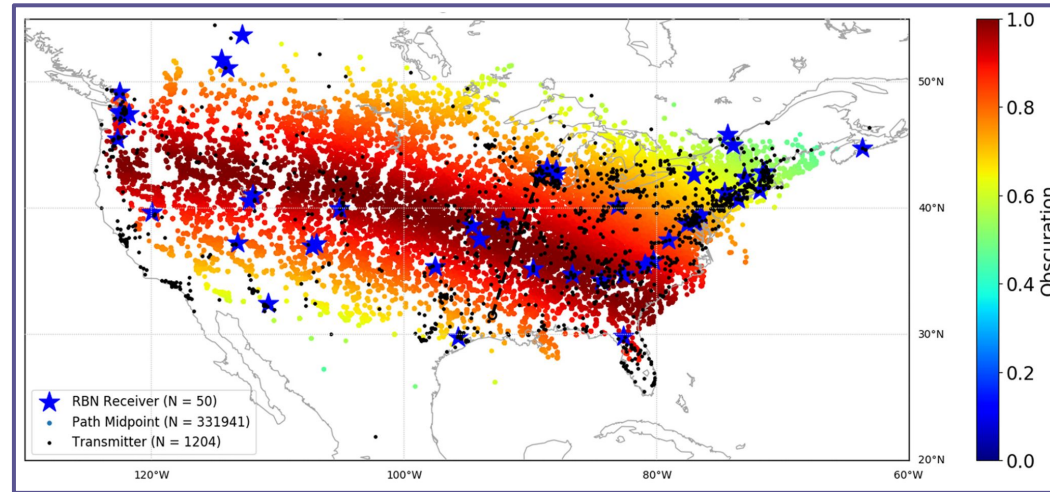 1.0
50°N
0.8
0.6
40°N
Obscuration
0.4
30°N
0.2
RBN Receiver (N = 50)
Path Midpoint (N = 331941)
Transmitter (N = 1204)
20°N
0.0
120°W
100°W
80°W
60°W